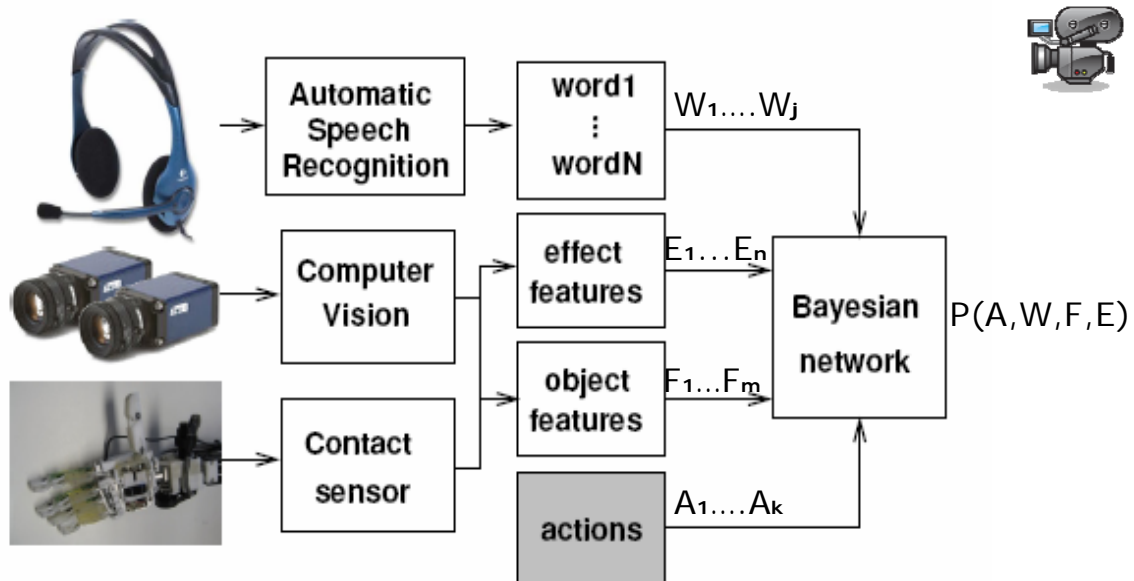 Automatic
Speech
Recognition
word1
⋮
wordN
W₁....Wⱼ
Computer
Vision
effect
features
E₁...Eₙ
Bayesian
network
P(A,W,F,E)
object
features
F₁...Fₘ
Contact
sensor
actions
A₁....Aₖ